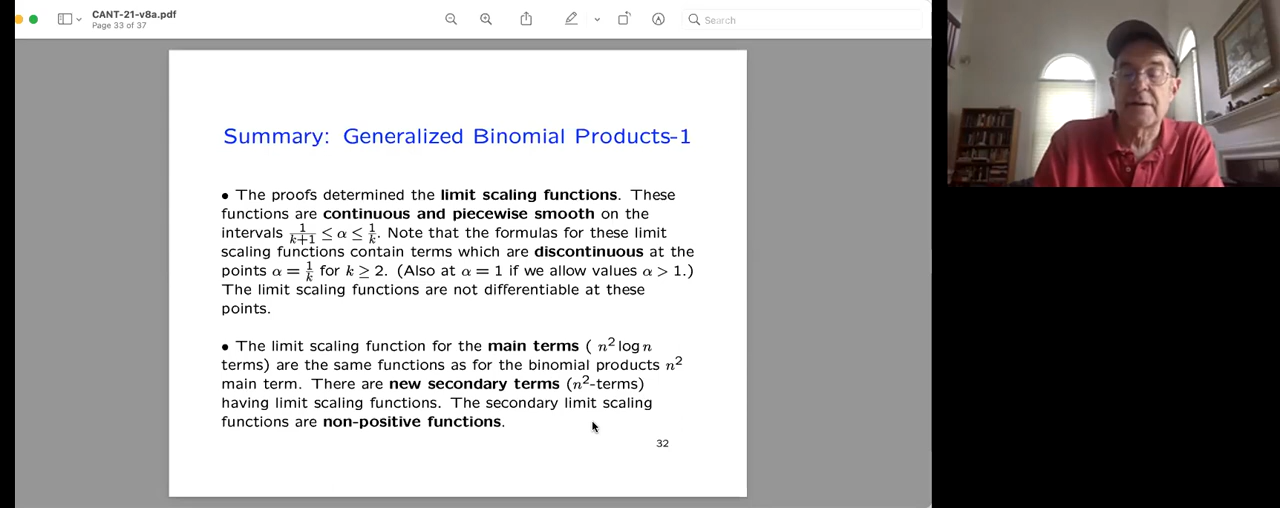 CANT-21-v8a.pdf
Page 33 of 37
Search
Summary: Generalized Binomial Products-1
• The proofs determined the limit scaling functions. These
functions are continuous and piecewise smooth on the
intervals 1/(k+1) ≤ α ≤ 1/k. Note that the formulas for these limit
scaling functions contain terms which are discontinuous at the
points α = 1/k for k ≥ 2. (Also at α = 1 if we allow values α > 1.)
The limit scaling functions are not differentiable at these
points.
• The limit scaling function for the main terms ( n² log n
terms) are the same functions as for the binomial products n²
main term. There are new secondary terms (n²-terms)
having limit scaling functions. The secondary limit scaling
functions are non-positive functions.
32